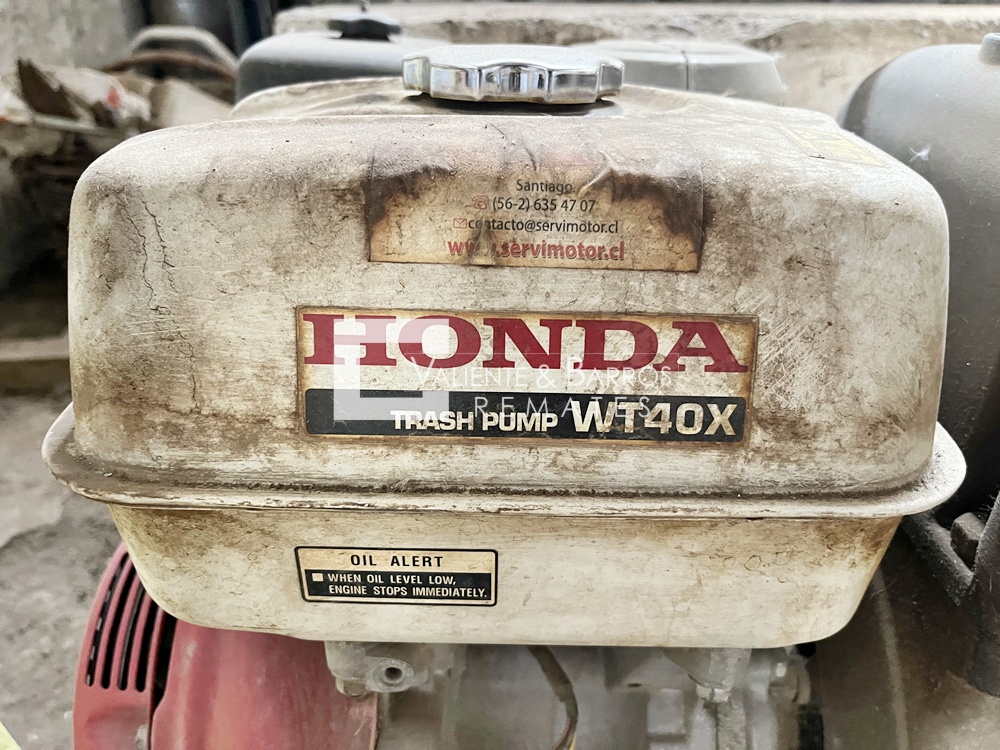 Santiago
(56-2) 635 47 07
contacto@servimotor.cl
www.servimotor.cl
HONDA
VALIENTE & BARROS
REMATES
TRASH PUMP WT40X
OIL ALERT
WHEN OIL LEVEL LOW,
ENGINE STOPS IMMEDIATELY.